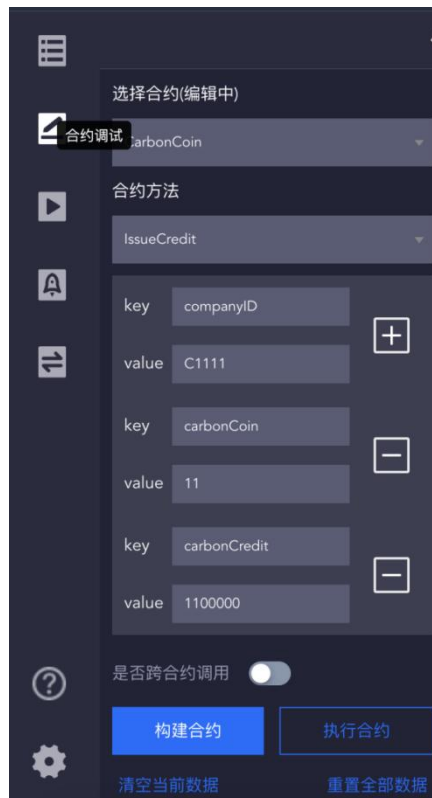 选择合约(编辑中)
合约调试
CarbonCoin
合约方法
IssueCredit
key companyID
value C1111
key carbonCoin
value 11
key carbonCredit
value 1100000
是否跨合约调用
构建合约 执行合约
清空当前数据 重置全部数据